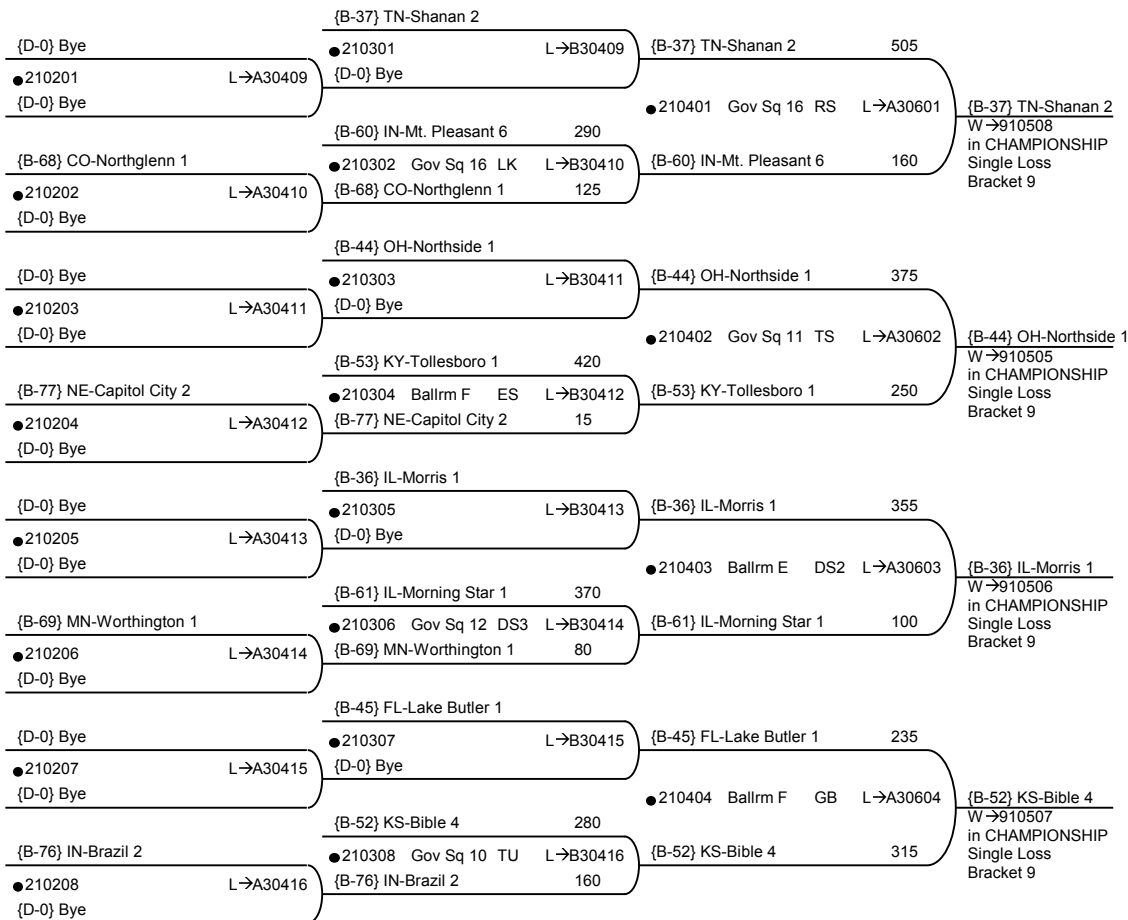 {B-37} TN-Shanan 2
{D-0} Bye
●210301 L→B30409
{B-37} TN-Shanan 2 505
●210201 L→A30409
{D-0} Bye
{D-0} Bye
●210401 Gov Sq 16 RS L→A30601
{B-37} TN-Shanan 2
W→910508
in CHAMPIONSHIP
Single Loss
Bracket 9
{B-60} IN-Mt. Pleasant 6 290
{B-68} CO-Northglenn 1
●210302 Gov Sq 16 LK L→B30410
{B-60} IN-Mt. Pleasant 6 160
●210202 L→A30410
{B-68} CO-Northglenn 1 125
{D-0} Bye
{B-44} OH-Northside 1
{D-0} Bye
●210303 L→B30411
{B-44} OH-Northside 1 375
●210203 L→A30411
{D-0} Bye
{D-0} Bye
●210402 Gov Sq 11 TS L→A30602
{B-44} OH-Northside 1
W→910505
in CHAMPIONSHIP
Single Loss
Bracket 9
{B-53} KY-Tollesboro 1 420
{B-77} NE-Capitol City 2
●210304 Ballrm F ES L→B30412
{B-53} KY-Tollesboro 1 250
●210204 L→A30412
{B-77} NE-Capitol City 2 15
{D-0} Bye
{B-36} IL-Morris 1
{D-0} Bye
●210305 L→B30413
{B-36} IL-Morris 1 355
●210205 L→A30413
{D-0} Bye
{D-0} Bye
●210403 Ballrm E DS2 L→A30603
{B-36} IL-Morris 1
W→910506
in CHAMPIONSHIP
Single Loss
Bracket 9
{B-61} IL-Morning Star 1 370
{B-69} MN-Worthington 1
●210306 Gov Sq 12 DS3 L→B30414
{B-61} IL-Morning Star 1 100
●210206 L→A30414
{B-69} MN-Worthington 1 80
{D-0} Bye
{B-45} FL-Lake Butler 1
{D-0} Bye
●210307 L→B30415
{B-45} FL-Lake Butler 1 235
●210207 L→A30415
{D-0} Bye
{D-0} Bye
●210404 Ballrm F GB L→A30604
{B-52} KS-Bible 4
W→910507
in CHAMPIONSHIP
Single Loss
Bracket 9
{B-52} KS-Bible 4 280
{B-76} IN-Brazil 2
●210308 Gov Sq 10 TU L→B30416
{B-52} KS-Bible 4 315
●210208 L→A30416
{B-76} IN-Brazil 2 160
{D-0} Bye